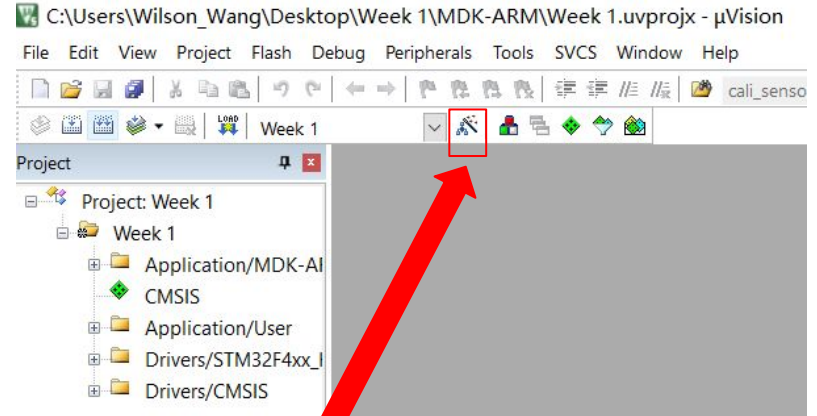 C:\Users\Wilson_Wang\Desktop\Week 1\MDK-ARM\Week 1.uvprojx - µVision
File Edit View Project Flash Debug Peripherals Tools SVCS Window Help
cali_senso
LOAD Week 1
Project
Project: Week 1
Week 1
Application/MDK-AI
CMSIS
Application/User
Drivers/STM32F4xx_
Drivers/CMSIS